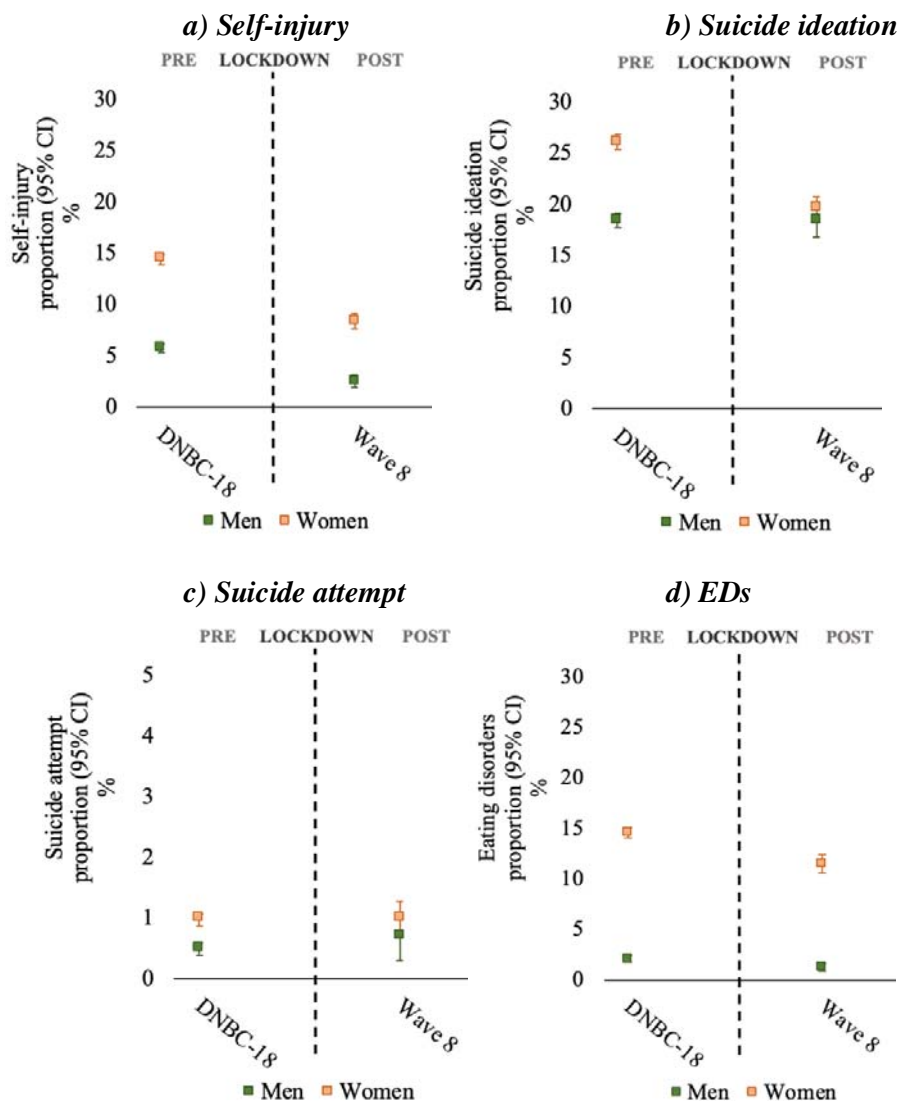 a) Self-injury
PRE LOCKDOWN POST
Self-injury
proportion (95% CI)
%
30
25
20
15
10
5
0
DNBC-18
Wave 8
Men Women
b) Suicide ideation
PRE LOCKDOWN POST
Suicide ideation
proportion (95% CI)
%
30
25
20
15
10
5
0
DNBC-18
Wave 8
Men Women
c) Suicide attempt
PRE LOCKDOWN POST
Suicide attempt
proportion (95% CI)
%
5
4
3
2
1
0
DNBC-18
Wave 8
Men Women
d) EDs
PRE LOCKDOWN POST
Eating disorders
proportion (95% CI)
%
30
25
20
15
10
5
0
DNBC-18
Wave 8
Men Women